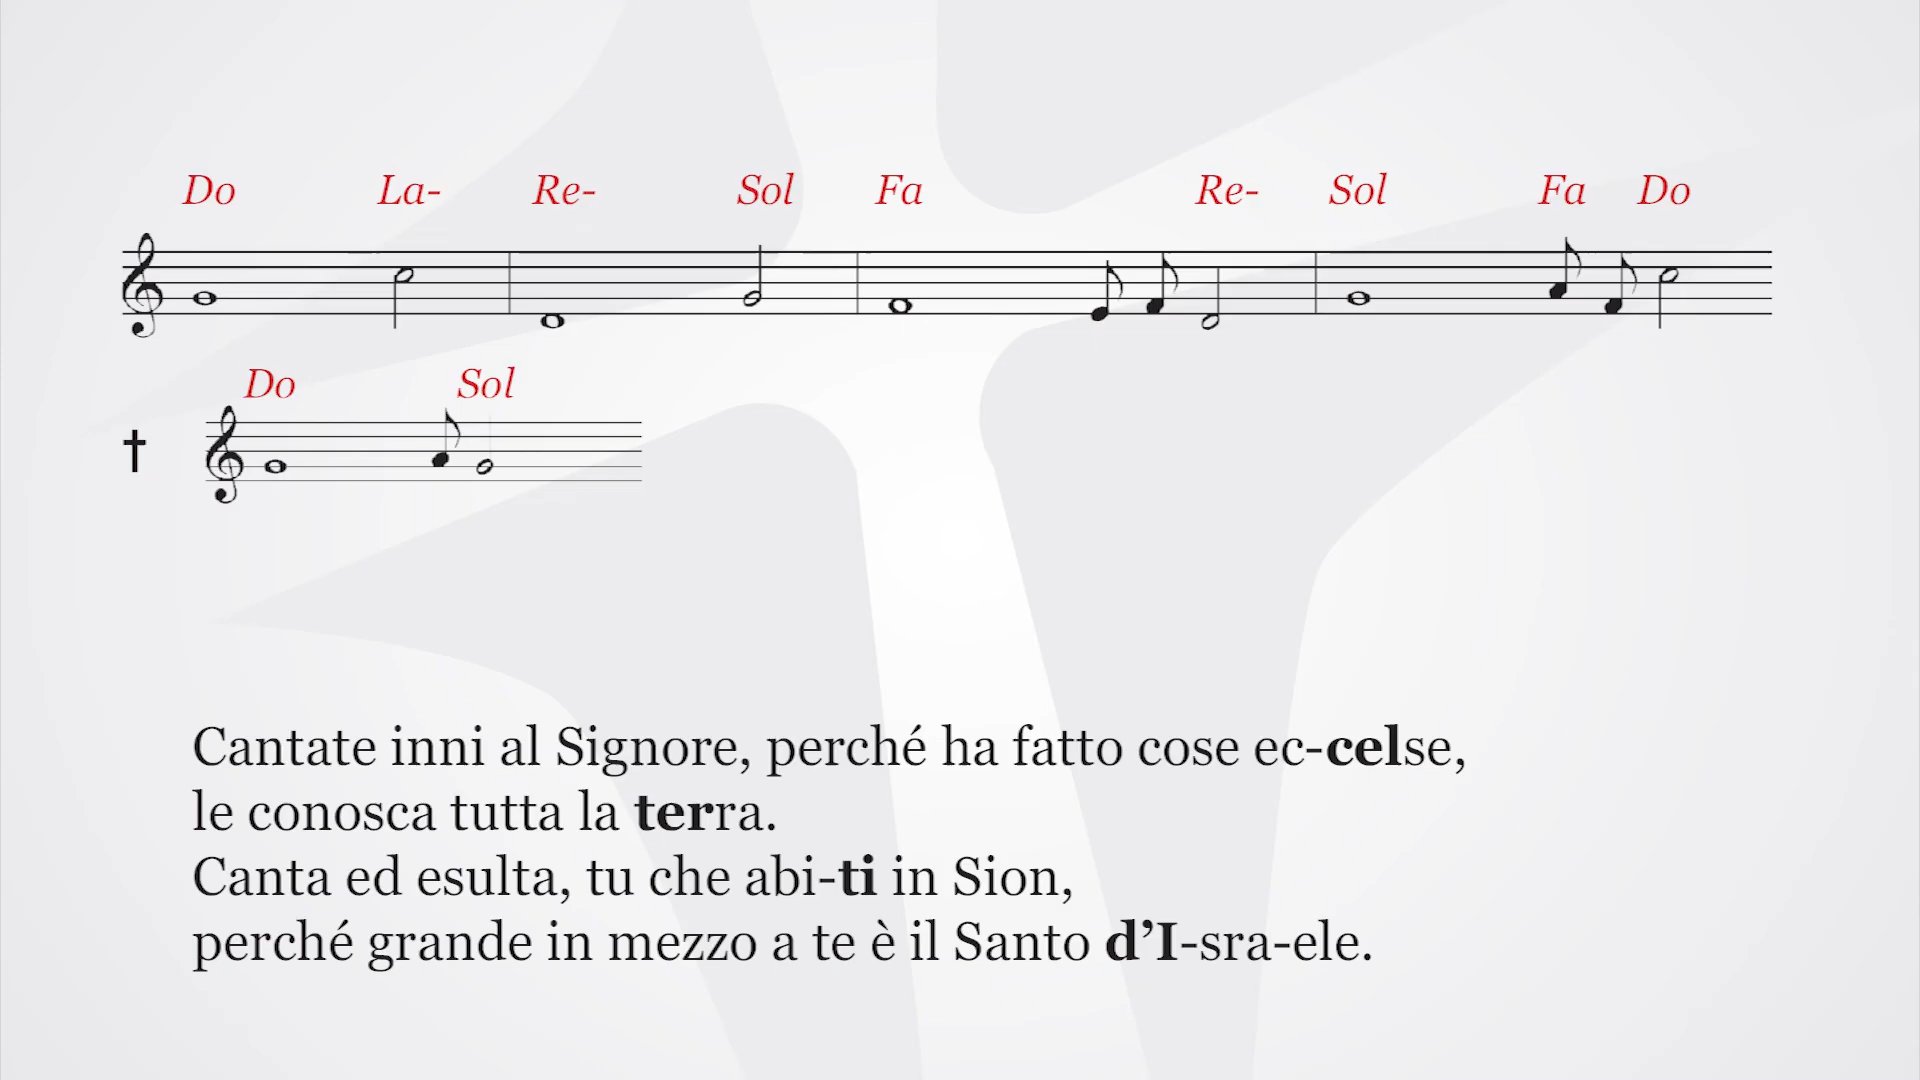 Do La- Re- Sol Fa Re- Sol Fa Do
Do Sol
†
Cantate inni al Signore, perché ha fatto cose ec-celse,
le conosca tutta la terra.
Canta ed esulta, tu che abi-ti in Sion,
perché grande in mezzo a te è il Santo d’I-sra-ele.